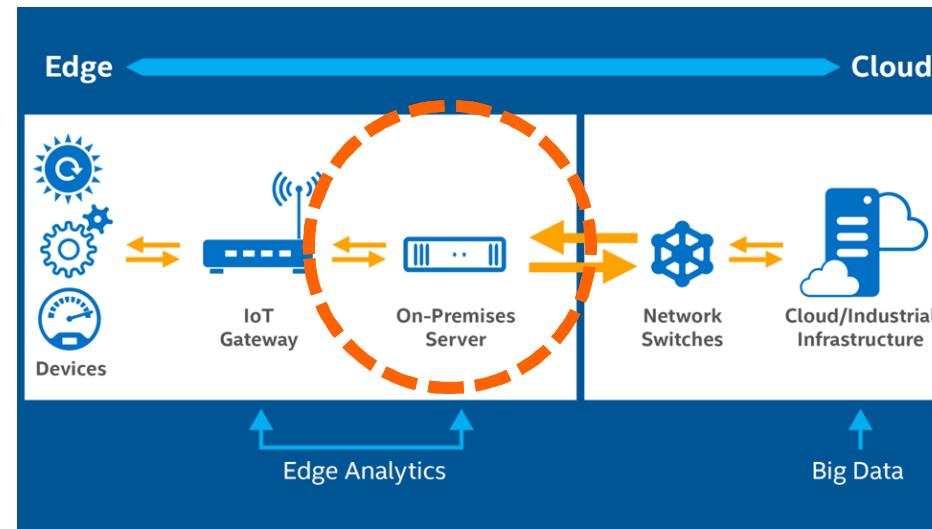 Edge
Cloud
Devices
IoT
Gateway
On-Premises
Server
Network
Switches
Cloud/Industrial
Infrastructure
Edge Analytics
Big Data